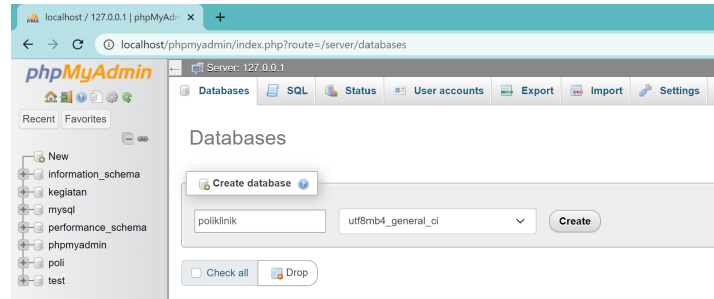 localhost / 127.0.0.1 | phpMyAdm
localhost/phpmyadmin/index.php?route=/server/databases
phpMyAdmin
Recent Favorites
New
information_schema
kegiatan
mysql
performance_schema
phpmyadmin
poli
test
Server: 127.0.0.1
Databases SQL Status User accounts Export Import Settings
Databases
Create database
poliklinik utf8mb4_general_ci Create
Check all Drop